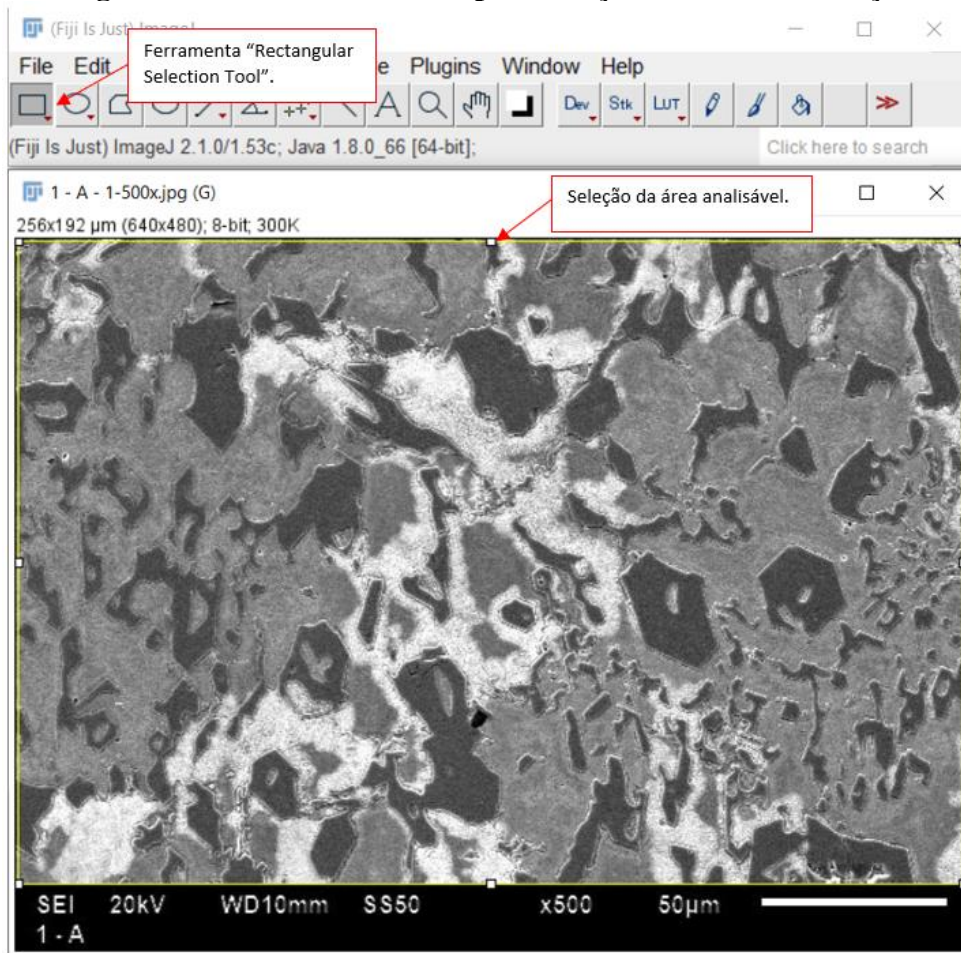 (Fiji Is Just) ImageJ
Ferramenta “Rectangular
Selection Tool”.
File Edit e Plugins Window Help
A Dev Stk LUT >>
(Fiji Is Just) ImageJ 2.1.0/1.53c; Java 1.8.0_66 [64-bit]; Click here to search
1 - A - 1-500x.jpg (G)
Seleção da área analisável.
256x192 µm (640x480); 8-bit; 300K
SEI 20kV WD10mm SS50 x500 50µm
1 - A